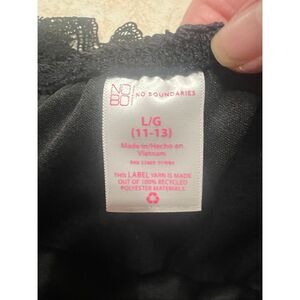 NO
BO
NO BOUNDARIES
L/G
(11-13)
Made in/Hecho en
Vietnam
THIS LABEL YARN IS MADE
OUT OF 100% RECYCLED
POLYESTER MATERIALS